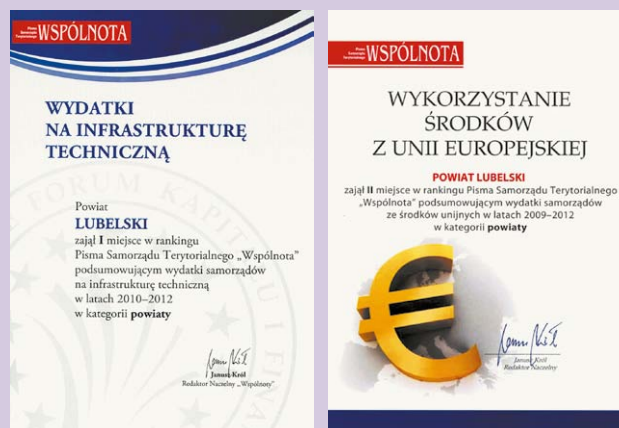 WSPÓLNOTA
WYDATKI
NA INFRASTRUKTURĘ
TECHNICZNĄ
Powiat
LUBELSKI
zajął I miejsce w rankingu
Pisma Samorządu Terytorialnego „Wspólnota”
podsumowującym wydatki samorządów
na infrastrukturę techniczną
w latach 2010–2012
w kategorii powiaty
Janusz Król
Redaktor Naczelny „Wspólnoty”
WSPÓLNOTA
WYKORZYSTANIE
ŚRODKÓW
Z UNII EUROPEJSKIEJ
POWIAT LUBELSKI
zajął II miejsce w rankingu Pisma Samorządu Terytorialnego
„Wspólnota” podsumowującym wydatki samorządów
ze środków unijnych w latach 2009–2012
w kategorii powiaty
Janusz Król
Redaktor Naczelny